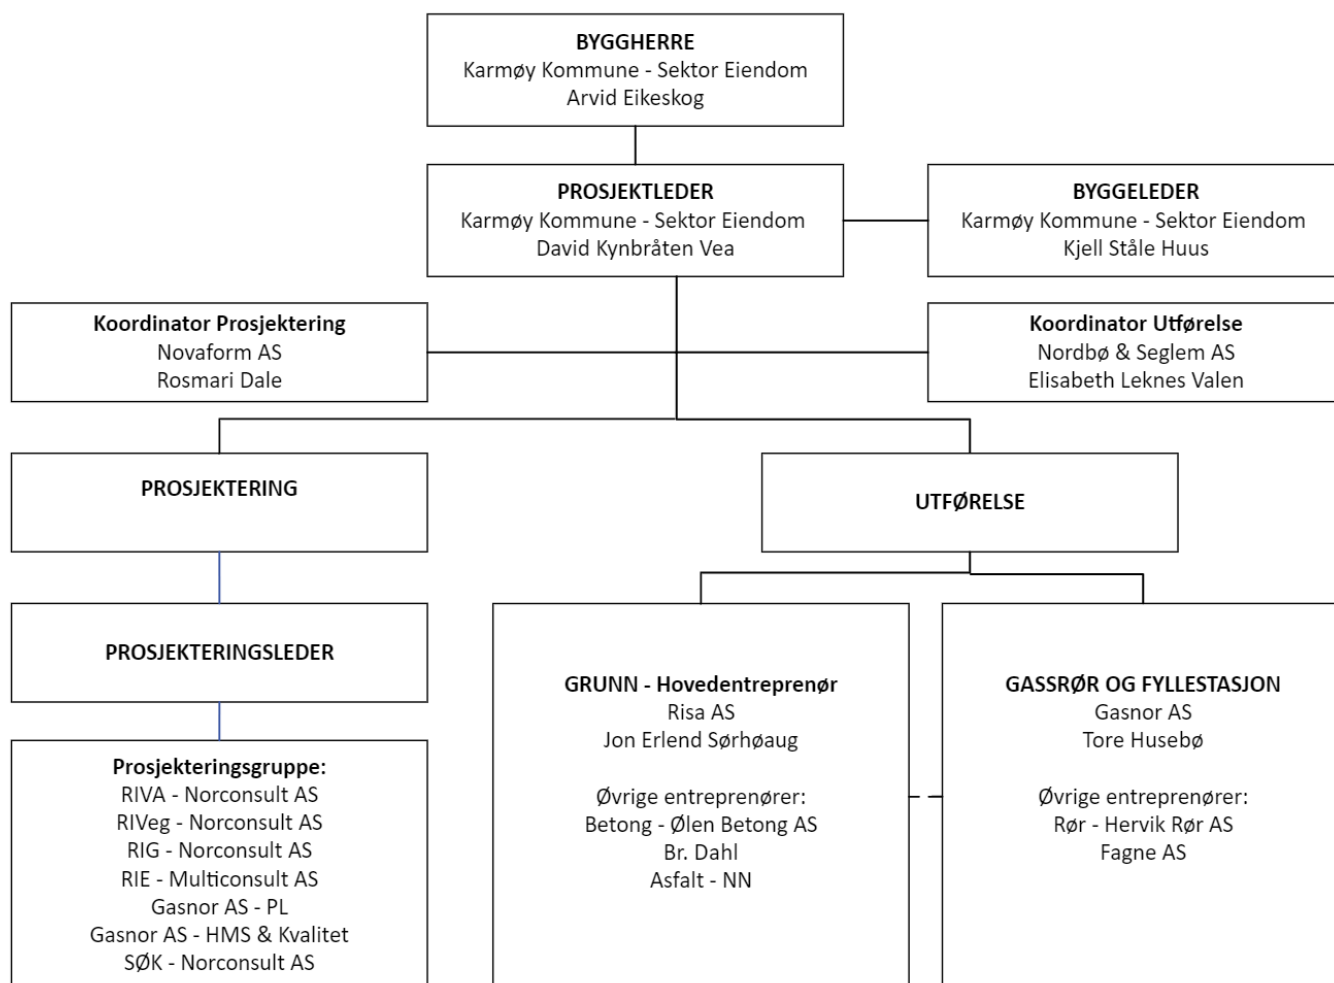 BYGGHERRE
Karmøy Kommune - Sektor Eiendom
Arvid Eikeskog
PROSJEKTLEDER
Karmøy Kommune - Sektor Eiendom
David Kynbråten Vea
BYGGELEDER
Karmøy Kommune - Sektor Eiendom
Kjell Ståle Huus
Koordinator Prosjektering
Novaform AS
Rosmari Dale
Koordinator Utførelse
Nordbø & Seglem AS
Elisabeth Leknes Valen
PROSJEKTERING
UTFØRELSE
PROSJEKTERINGSLEDER
Prosjekteringsgruppe:
RIVA - Norconsult AS
RIVeg - Norconsult AS
RIG - Norconsult AS
RIE - Multiconsult AS
Gasnor AS - PL
Gasnor AS - HMS & Kvalitet
SØK - Norconsult AS
GRUNN - Hovedentreprenør
Risa AS
Jon Erlend Sørhøaug
Øvrige entreprenører:
Betong - Ølen Betong AS
Br. Dahl
Asfalt - NN
GASSRØR OG FYLLESTASJON
Gasnor AS
Tore Husebø
Øvrige entreprenører:
Rør - Hervik Rør AS
Fagne AS